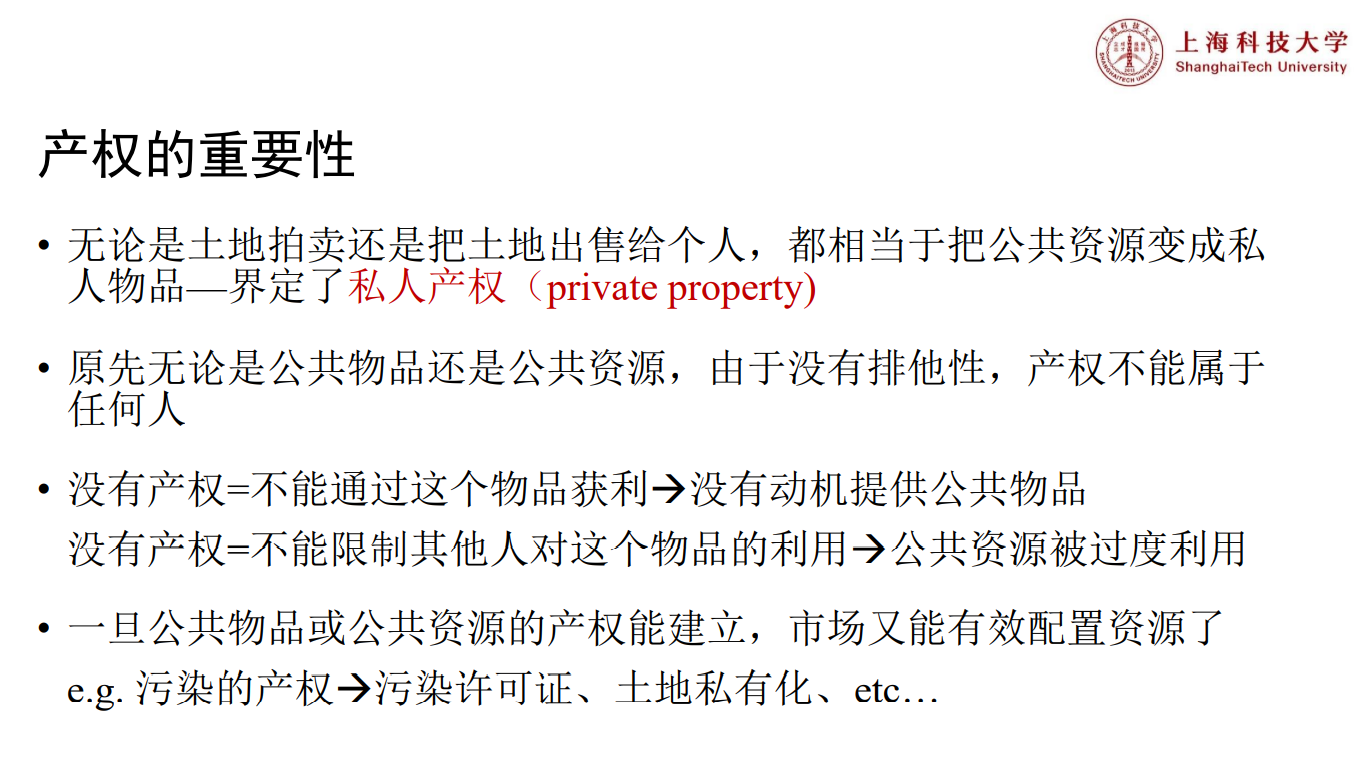 上海科技大学
ShanghaiTech University
产权的重要性
• 无论是土地拍卖还是把土地出售给个人，都相当于把公共资源变成私
人物品—界定了私人产权（private property)
• 原先无论是公共物品还是公共资源，由于没有排他性，产权不能属于
任何人
• 没有产权=不能通过这个物品获利→没有动机提供公共物品
没有产权=不能限制其他人对这个物品的利用→公共资源被过度利用
• 一旦公共物品或公共资源的产权能建立，市场又能有效配置资源了
e.g. 污染的产权→污染许可证、土地私有化、etc…